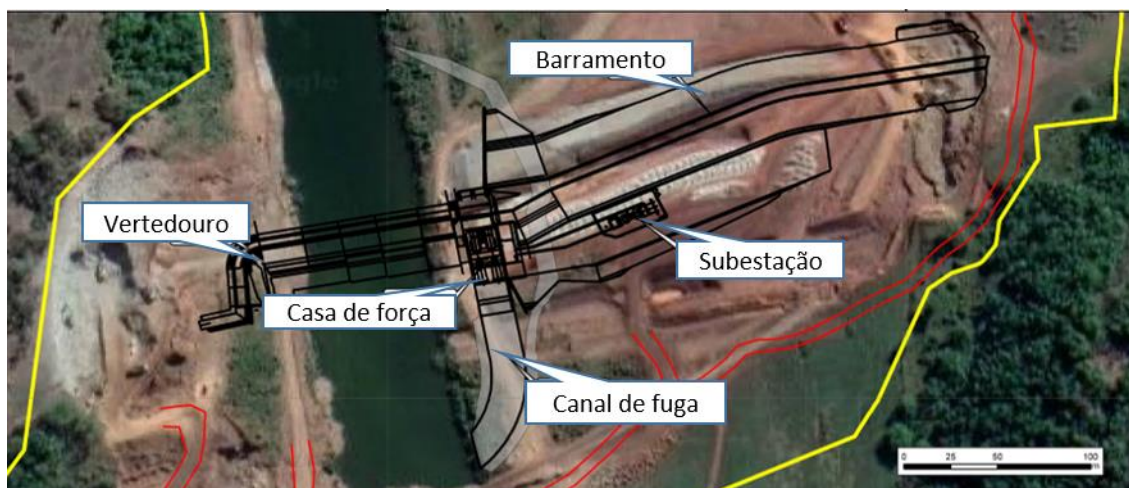 Barramento
Vertedouro
Subestação
Casa de força
Canal de fuga
0 25 50 100
m